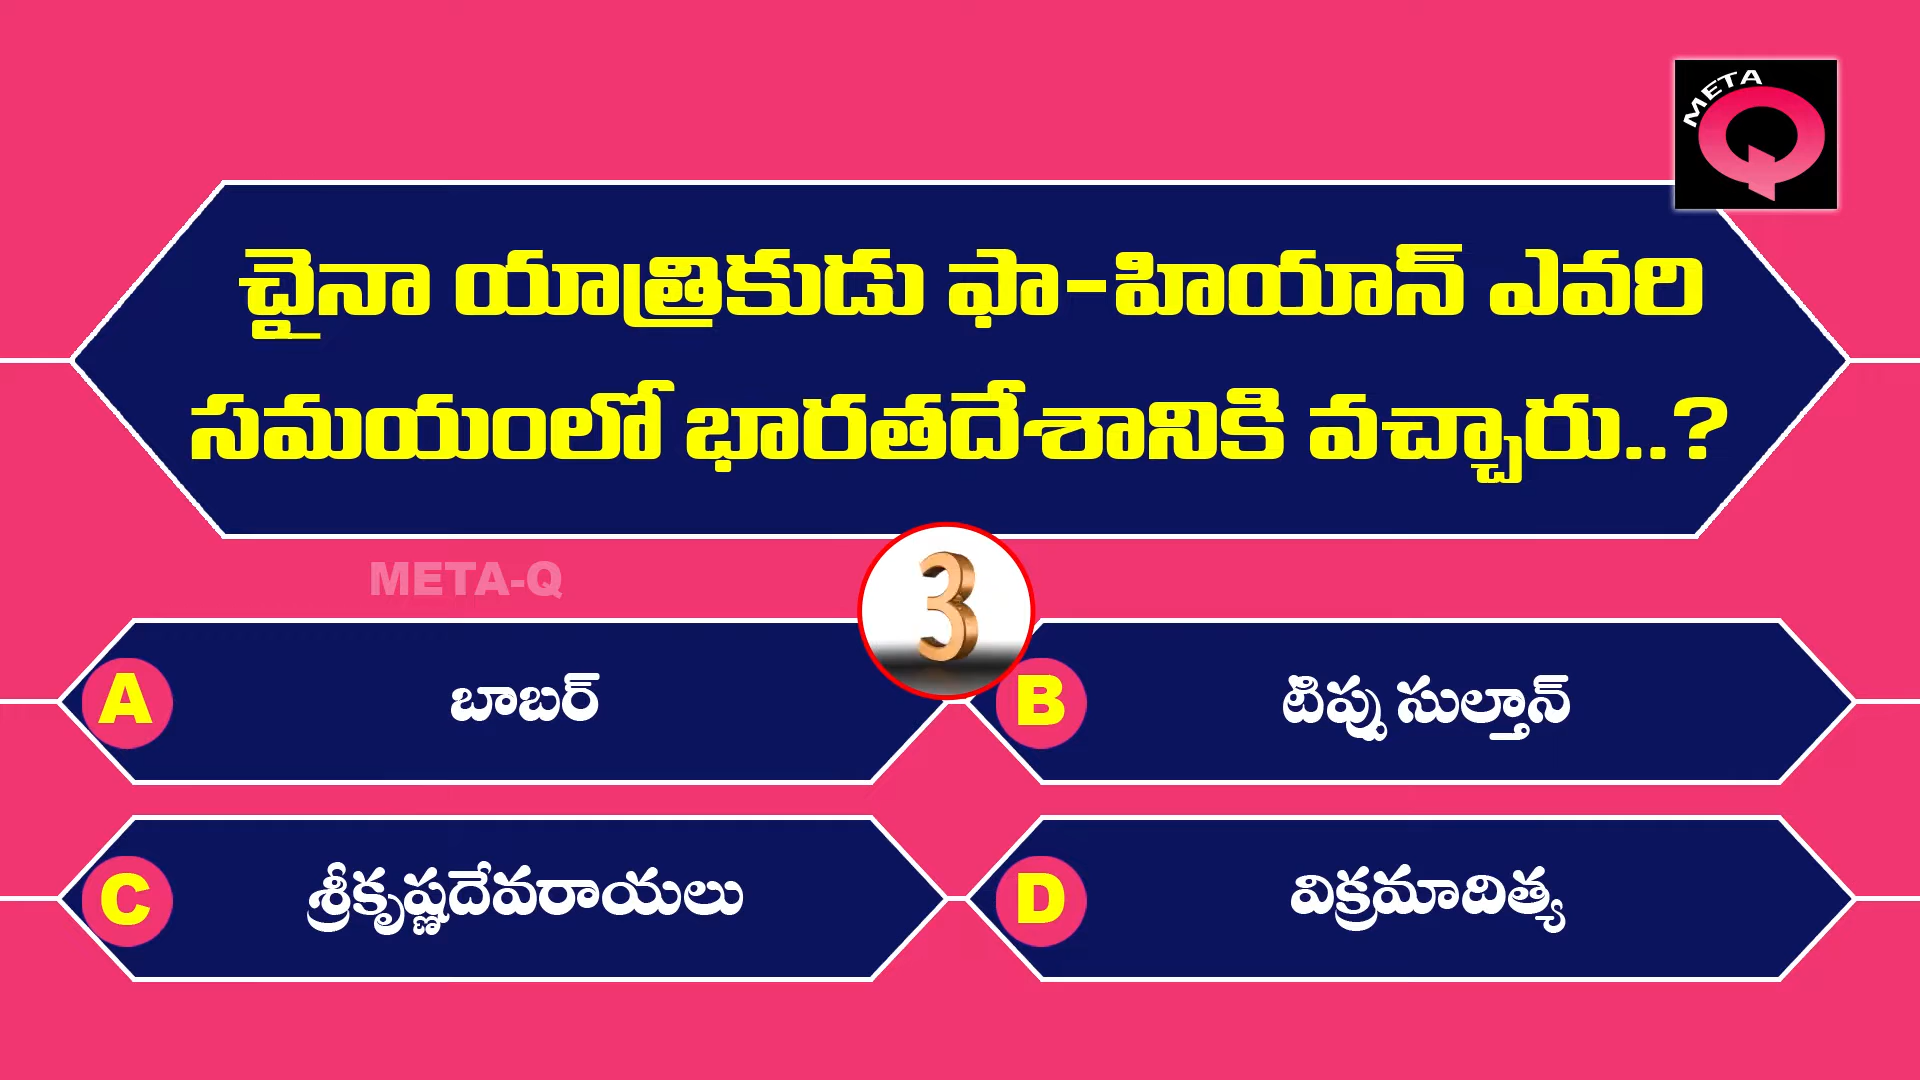 META
Q
చైనా యాత్రికుడు ఫా-హియాన్ ఎవరి
సమయంలో భారతదేశానికి వచ్చారు..?
META-Q
3
A
బాబర్
B
టిప్పు సుల్తాన్
C
శ్రీకృష్ణదేవరాయలు
D
విక్రమాదిత్య